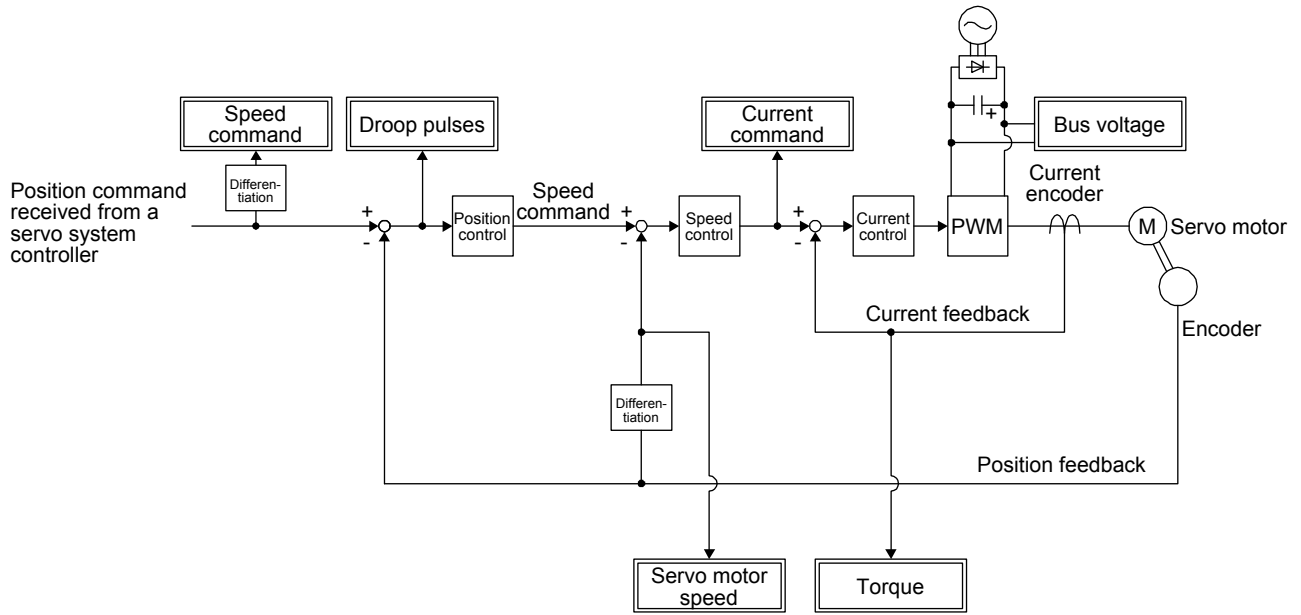 Speed
command
Droop pulses
Current
command
+
Bus voltage
Differen-
tiation
Position command
received from a
servo system
controller
Speed
command
Current
encoder
+
-
Position
control
+
-
Speed
control
+
-
Current
control
PWM
M
Servo motor
Current feedback
Encoder
Differen-
tiation
Position feedback
Servo motor
speed
Torque